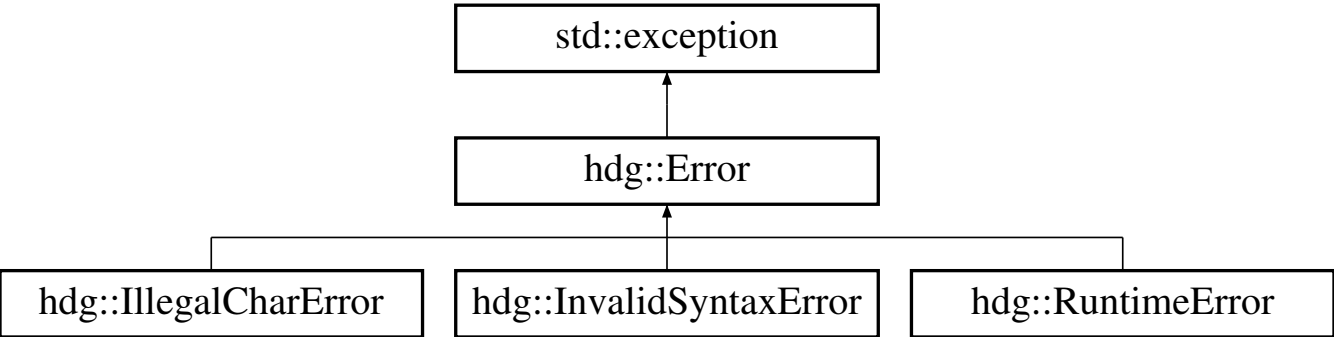 std::exception
hdg::Error
hdg::IllegalCharError
hdg::InvalidSyntaxError
hdg::RuntimeError